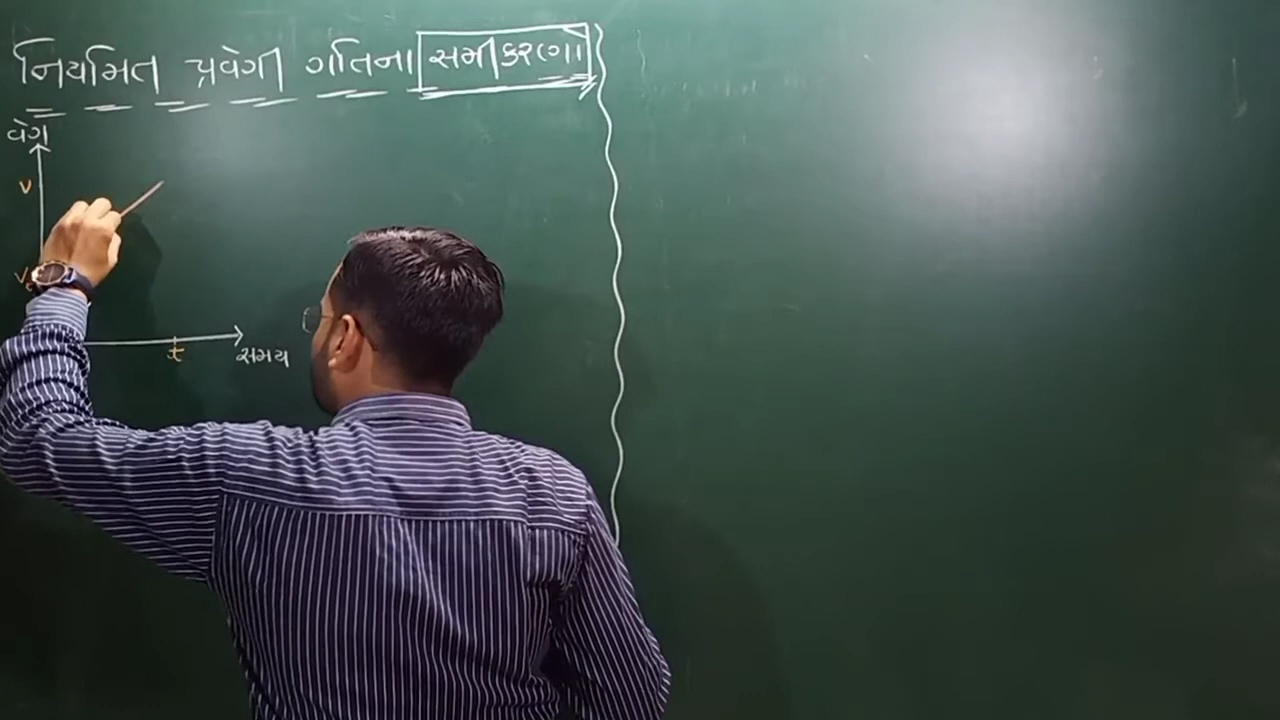 નિયમિત પ્રવેગી ગતિના સમીકરણો
વેગ
v
t
સમય